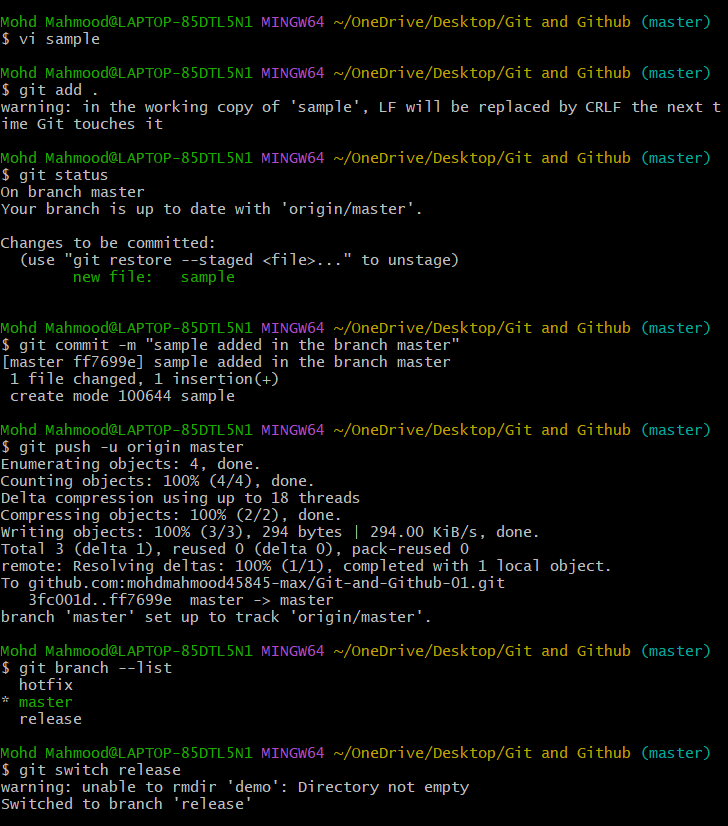 Mohd Mahmood@LAPTOP-85DTL5N1 MINGW64 ~/OneDrive/Desktop/Git and Github (master)
$ vi sample
Mohd Mahmood@LAPTOP-85DTL5N1 MINGW64 ~/OneDrive/Desktop/Git and Github (master)
$ git add .
warning: in the working copy of 'sample', LF will be replaced by CRLF the next t
ime Git touches it
Mohd Mahmood@LAPTOP-85DTL5N1 MINGW64 ~/OneDrive/Desktop/Git and Github (master)
$ git status
On branch master
Your branch is up to date with 'origin/master'.
Changes to be committed:
  (use "git restore --staged <file>..." to unstage)
        new file:   sample
Mohd Mahmood@LAPTOP-85DTL5N1 MINGW64 ~/OneDrive/Desktop/Git and Github (master)
$ git commit -m "sample added in the branch master"
[master ff7699e] sample added in the branch master
 1 file changed, 1 insertion(+)
 create mode 100644 sample
Mohd Mahmood@LAPTOP-85DTL5N1 MINGW64 ~/OneDrive/Desktop/Git and Github (master)
$ git push -u origin master
Enumerating objects: 4, done.
Counting objects: 100% (4/4), done.
Delta compression using up to 18 threads
Compressing objects: 100% (2/2), done.
Writing objects: 100% (3/3), 294 bytes | 294.00 KiB/s, done.
Total 3 (delta 1), reused 0 (delta 0), pack-reused 0
remote: Resolving deltas: 100% (1/1), completed with 1 local object.
To github.com:mohdmahmood45845-max/Git-and-Github-01.git
   3fc001d..ff7699e  master -> master
branch 'master' set up to track 'origin/master'.
Mohd Mahmood@LAPTOP-85DTL5N1 MINGW64 ~/OneDrive/Desktop/Git and Github (master)
$ git branch --list
  hotfix
* master
  release
Mohd Mahmood@LAPTOP-85DTL5N1 MINGW64 ~/OneDrive/Desktop/Git and Github (master)
$ git switch release
warning: unable to rmdir 'demo': Directory not empty
Switched to branch 'release'